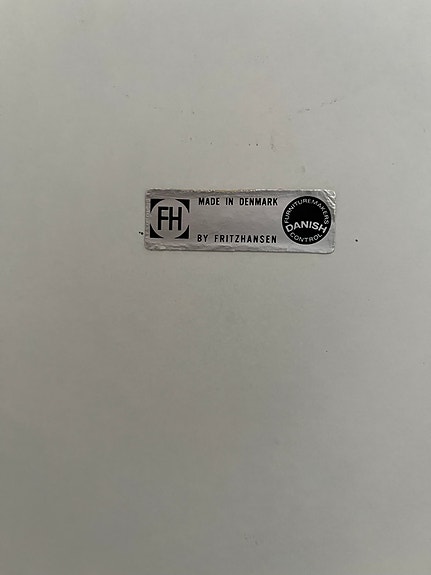 FH
MADE IN DENMARK
BY FRITZHANSEN
FURNITUREMAKERS
DANISH
CONTROL